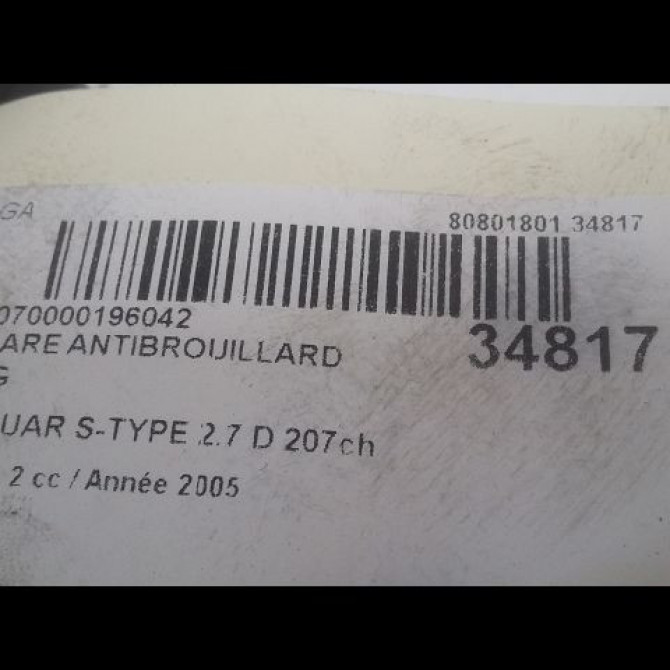 GA
80801801 34817
070000196042
ARE ANTIBROUILLARD
34817
G
UAR S-TYPE 2.7 D 207ch
2 cc / Année 2005